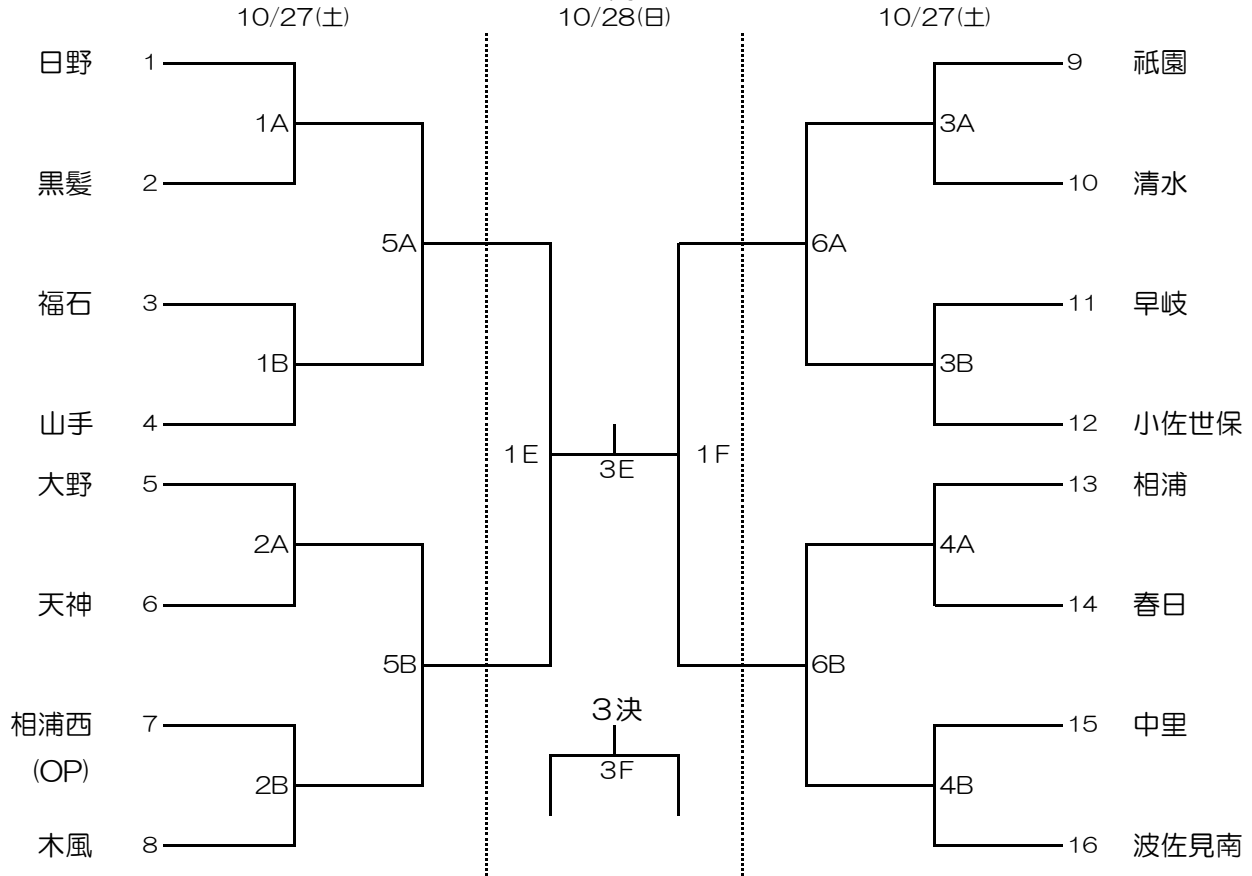 10/27(土) 10/28(日) 10/27(土)
日野 1 9 祇園
1A 3A
黒髪 2 10 清水
5A 6A
福石 3 11 早岐
1B 3B
山手 4 12 小佐世保
1E 3E 1F
大野 5 13 相浦
2A 4A
天神 6 14 春日
5B 6B
相浦西 7 3決 15 中里
(OP) 3F
2B 4B
木風 8 16 波佐見南